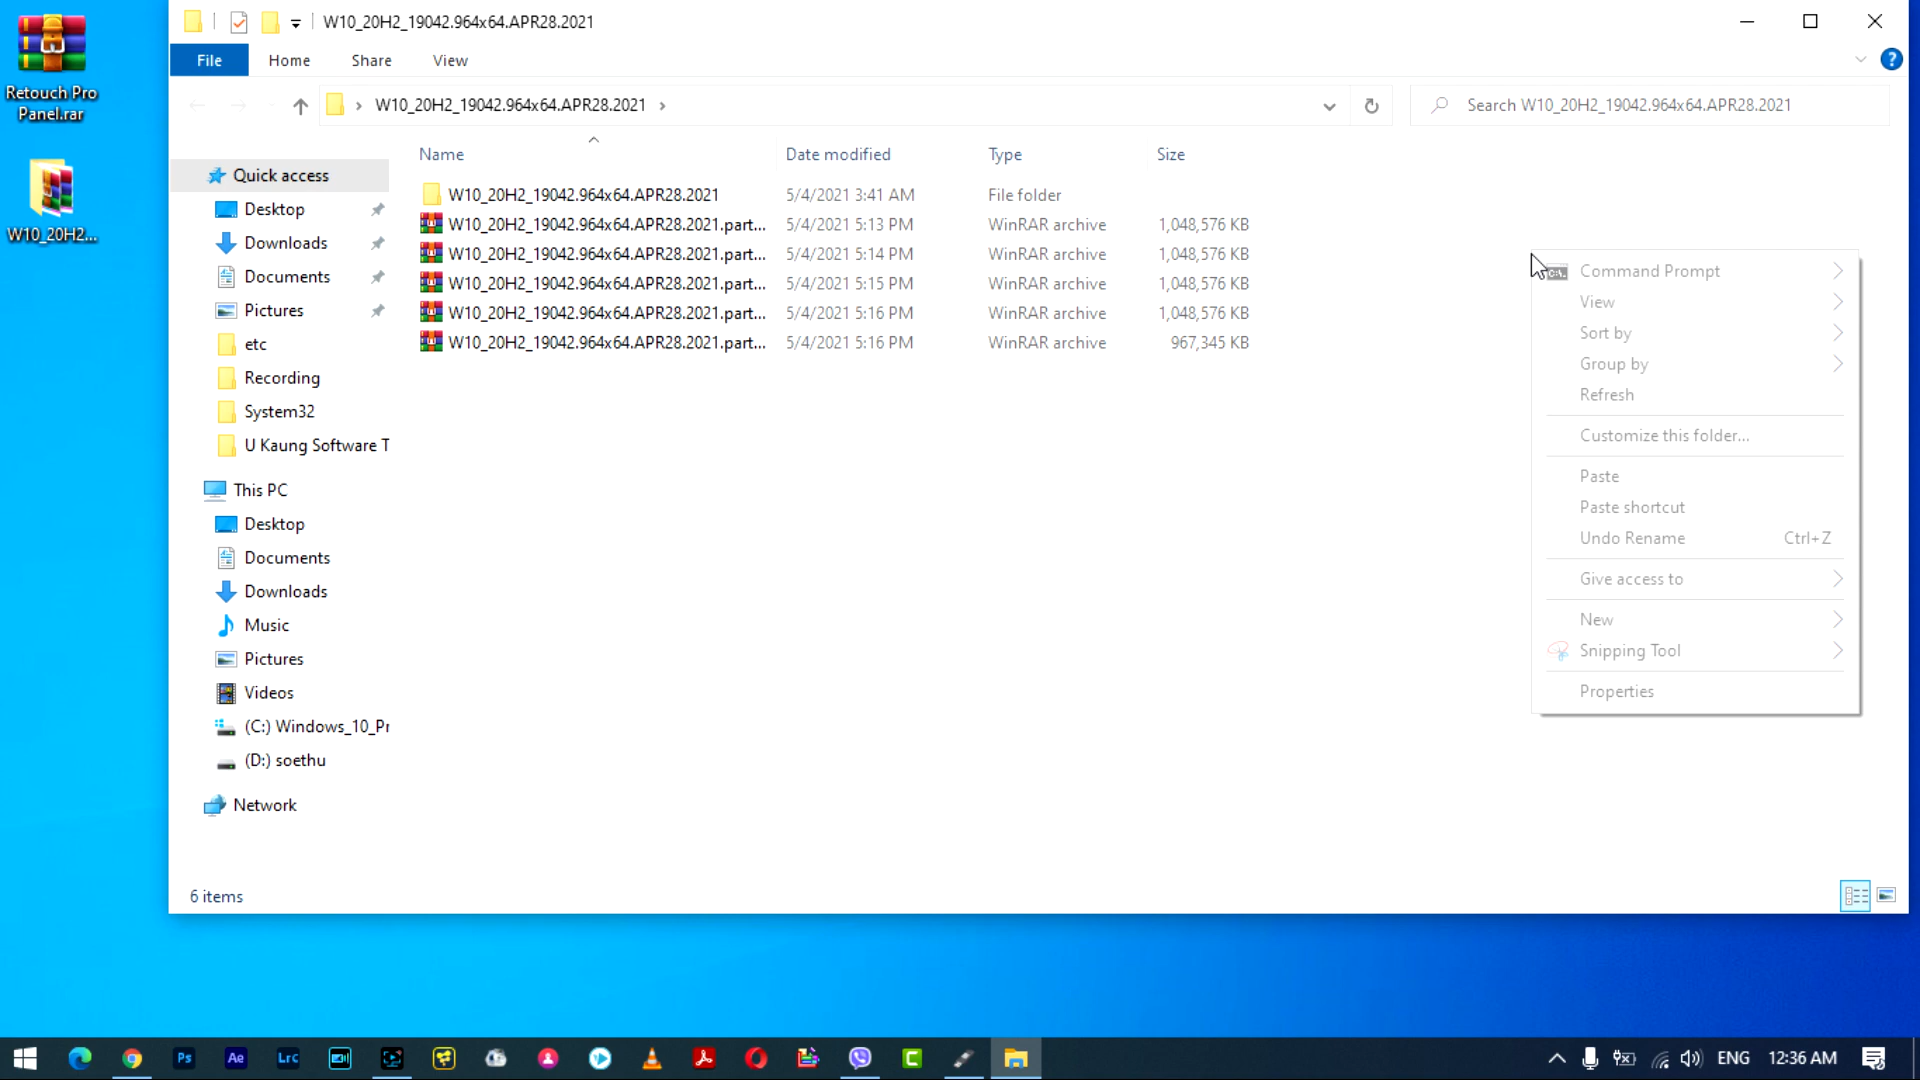 Retouch Pro
Panel.rar
W10_20H2...
W10_20H2_19042.964x64.APR28.2021
File
Home
Share
View
?
W10_20H2_19042.964x64.APR28.2021
Search W10_20H2_19042.964x64.APR28.2021
Quick access
Desktop
Downloads
Documents
Pictures
etc
Recording
System32
U Kaung Software T
This PC
Desktop
Documents
Downloads
Music
Pictures
Videos
(C:) Windows_10_Pr
(D:) soethu
Network
Name
Date modified
Type
Size
W10_20H2_19042.964x64.APR28.2021 5/4/2021 3:41 AM File folder
W10_20H2_19042.964x64.APR28.2021.part... 5/4/2021 5:13 PM WinRAR archive 1,048,576 KB
W10_20H2_19042.964x64.APR28.2021.part... 5/4/2021 5:14 PM WinRAR archive 1,048,576 KB
W10_20H2_19042.964x64.APR28.2021.part... 5/4/2021 5:15 PM WinRAR archive 1,048,576 KB
W10_20H2_19042.964x64.APR28.2021.part... 5/4/2021 5:16 PM WinRAR archive 1,048,576 KB
W10_20H2_19042.964x64.APR28.2021.part... 5/4/2021 5:16 PM WinRAR archive 967,345 KB
Command Prompt
View
Sort by
Group by
Refresh
Customize this folder...
Paste
Paste shortcut
Undo Rename Ctrl+Z
Give access to
New
Snipping Tool
Properties
6 items
Ps
Ae
Lrc
ENG
12:36 AM